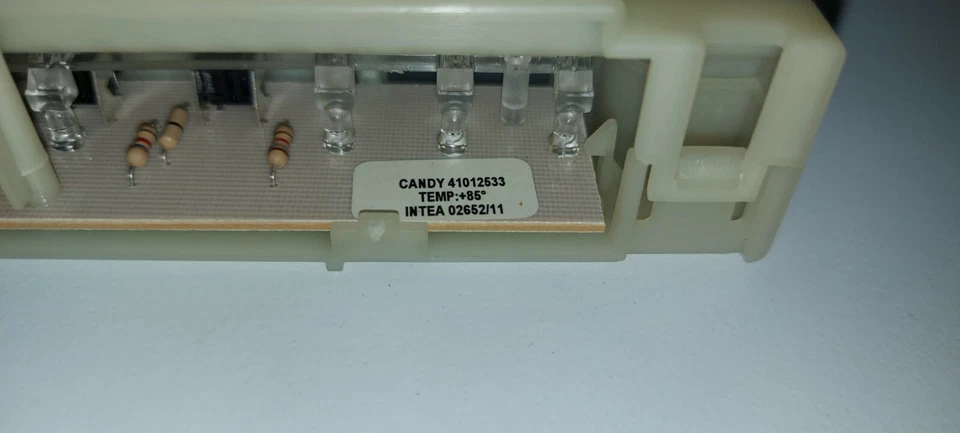 CANDY 41012533
TEMP:+85°
INTEA 02652/11